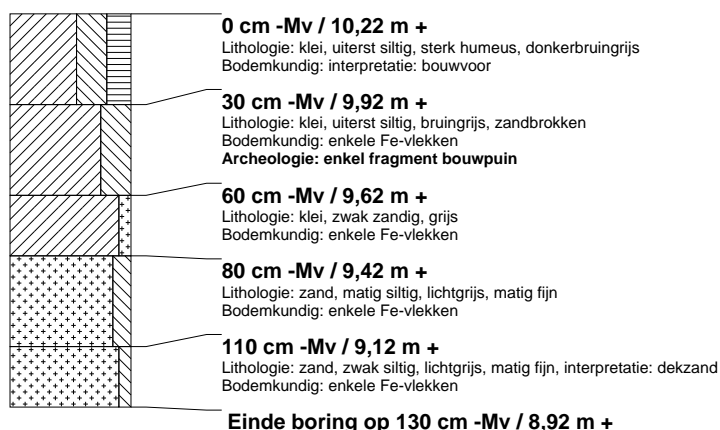 0 cm -Mv / 10,22 m +
Lithologie: klei, uiterst siltig, sterk humeus, donkerbruingrijs
Bodemkundig: interpretatie: bouwvoor
30 cm -Mv / 9,92 m +
Lithologie: klei, uiterst siltig, bruingrijs, zandbrokken
Bodemkundig: enkele Fe-vlekken
Archeologie: enkel fragment bouwpuin
60 cm -Mv / 9,62 m +
Lithologie: klei, zwak zandig, grijs
Bodemkundig: enkele Fe-vlekken
80 cm -Mv / 9,42 m +
Lithologie: zand, matig siltig, lichtgrijs, matig fijn
Bodemkundig: enkele Fe-vlekken
110 cm -Mv / 9,12 m +
Lithologie: zand, zwak siltig, lichtgrijs, matig fijn, interpretatie: dekzand
Bodemkundig: enkele Fe-vlekken
Einde boring op 130 cm -Mv / 8,92 m +